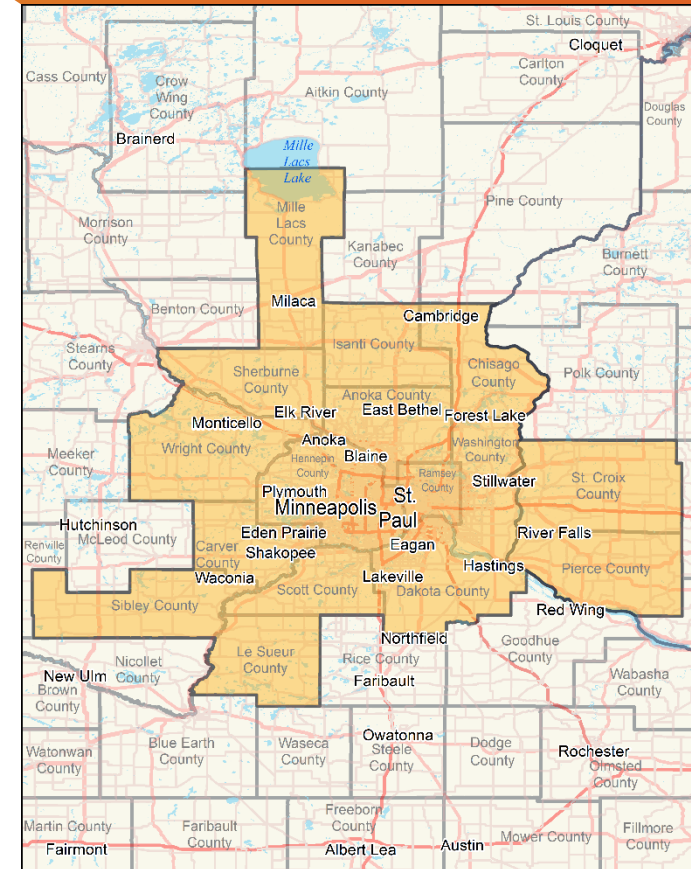 St. Louis County
Cloquet
Cass County
Carlton
County
Crow
Wing
County
Aitkin County
Douglas
County
Brainerd
Mille
Lacs
Lake
Mille
Lacs
County
Pine County
Morrison
County
Kanabec
County
Burnett
County
Benton County
Milaca
Cambridge
Stearns
County
Isanti County
Chisago
County
Polk County
Sherburne
County
Anoka County
Elk River
East Bethel
Forest Lake
Monticello
Wright County
Anoka
Blaine
Washington
County
Meeker
County
Hennepin
County
Ramsey
County
Stillwater
St. Croix
County
Plymouth
Minneapolis
St.
Paul
Hutchinson
McLeod County
Eden Prairie
River Falls
Renville
County
Carver
County
Shakopee
Eagan
Waconia
Lakeville
Hastings
Pierce County
Sibley County
Scott County
Dakota County
Red Wing
Northfield
Le Sueur
County
Rice County
Goodhue
County
Nicollet
County
New Ulm
Brown
County
Faribault
Wabasha
County
Owatonna
Steele
County
Watonwan
County
Blue Earth
County
Waseca
County
Dodge
County
Rochester
Olmsted
County
Martin County
Fairmont
Faribault
County
Freeborn
County
Albert Lea
Austin
Mower County
Fillmore
County